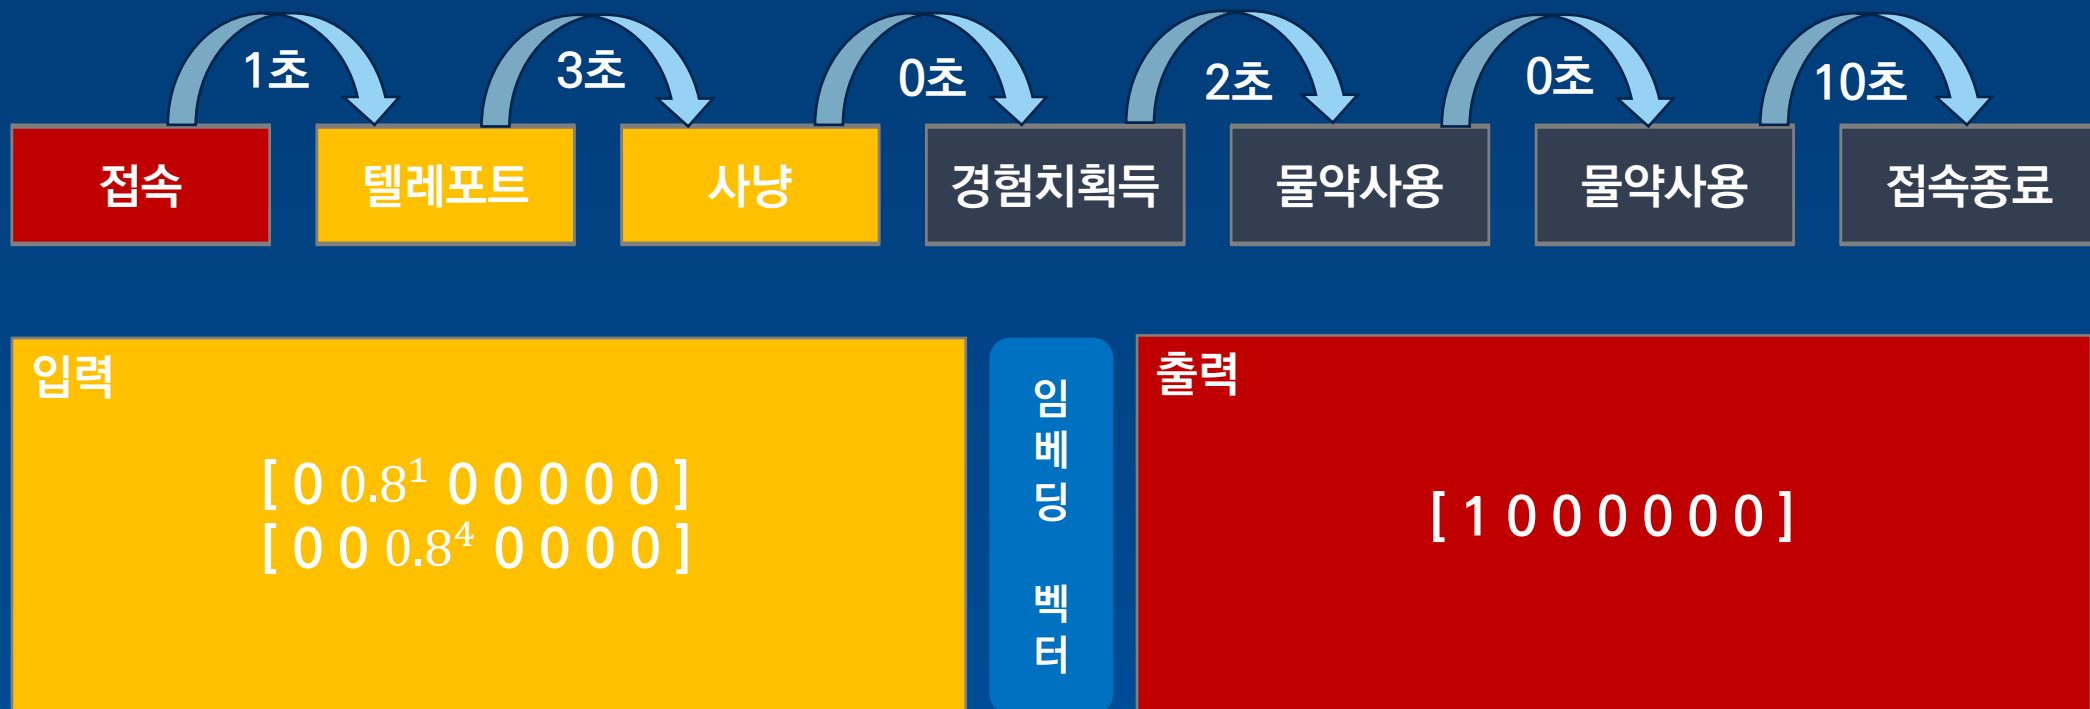 1초 3초 0초 2초 0초 10초
접속 텔레포트 사냥 경험치획득 물약사용 물약사용 접속종료
입력
[ 0 0.8¹ 0 0 0 0 0 ]
[ 0 0 0.8⁴ 0 0 0 0 ]
임
베
딩
벡
터
출력
[ 1 0 0 0 0 0 0 ]